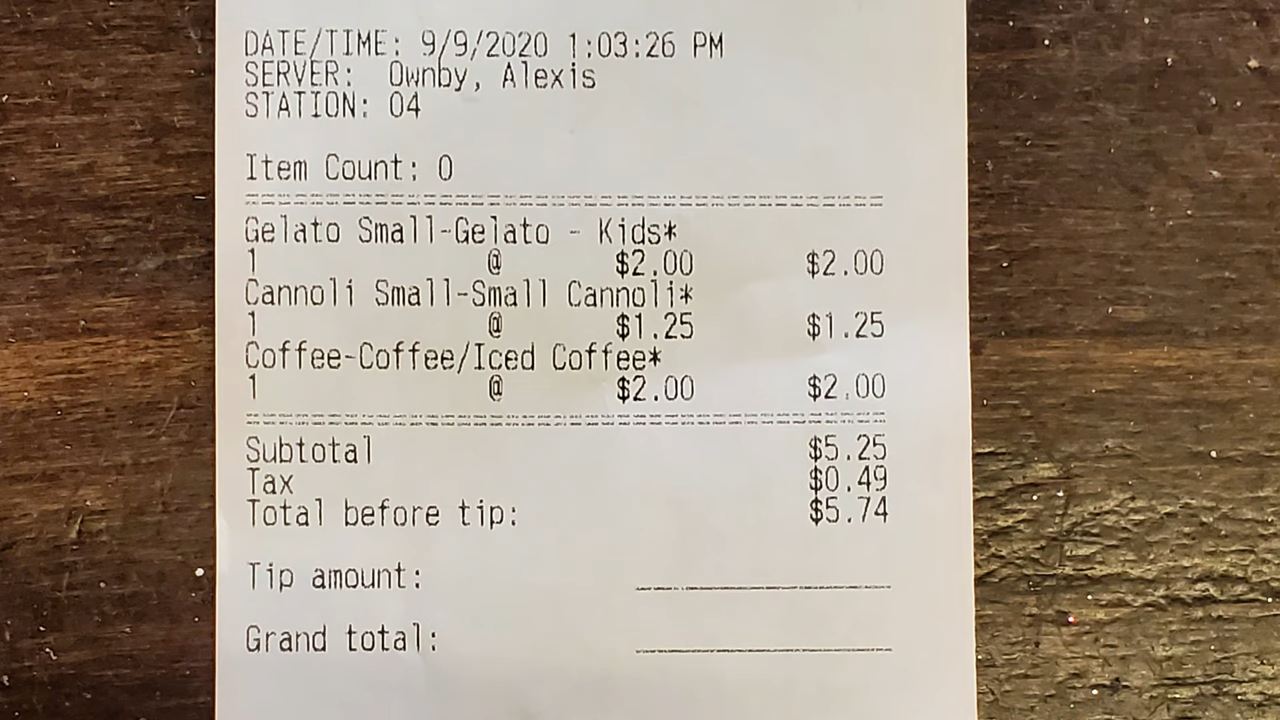 DATE/TIME: 9/9/2020 1:03:26 PM
SERVER: Ownby, Alexis
STATION: 04
Item Count: 0
Gelato Small-Gelato - Kids*
1 @ $2.00 $2.00
Cannoli Small-Small Cannoli*
1 @ $1.25 $1.25
Coffee-Coffee/Iced Coffee*
1 @ $2.00 $2.00
Subtotal $5.25
Tax $0.49
Total before tip: $5.74
Tip amount:
Grand total: